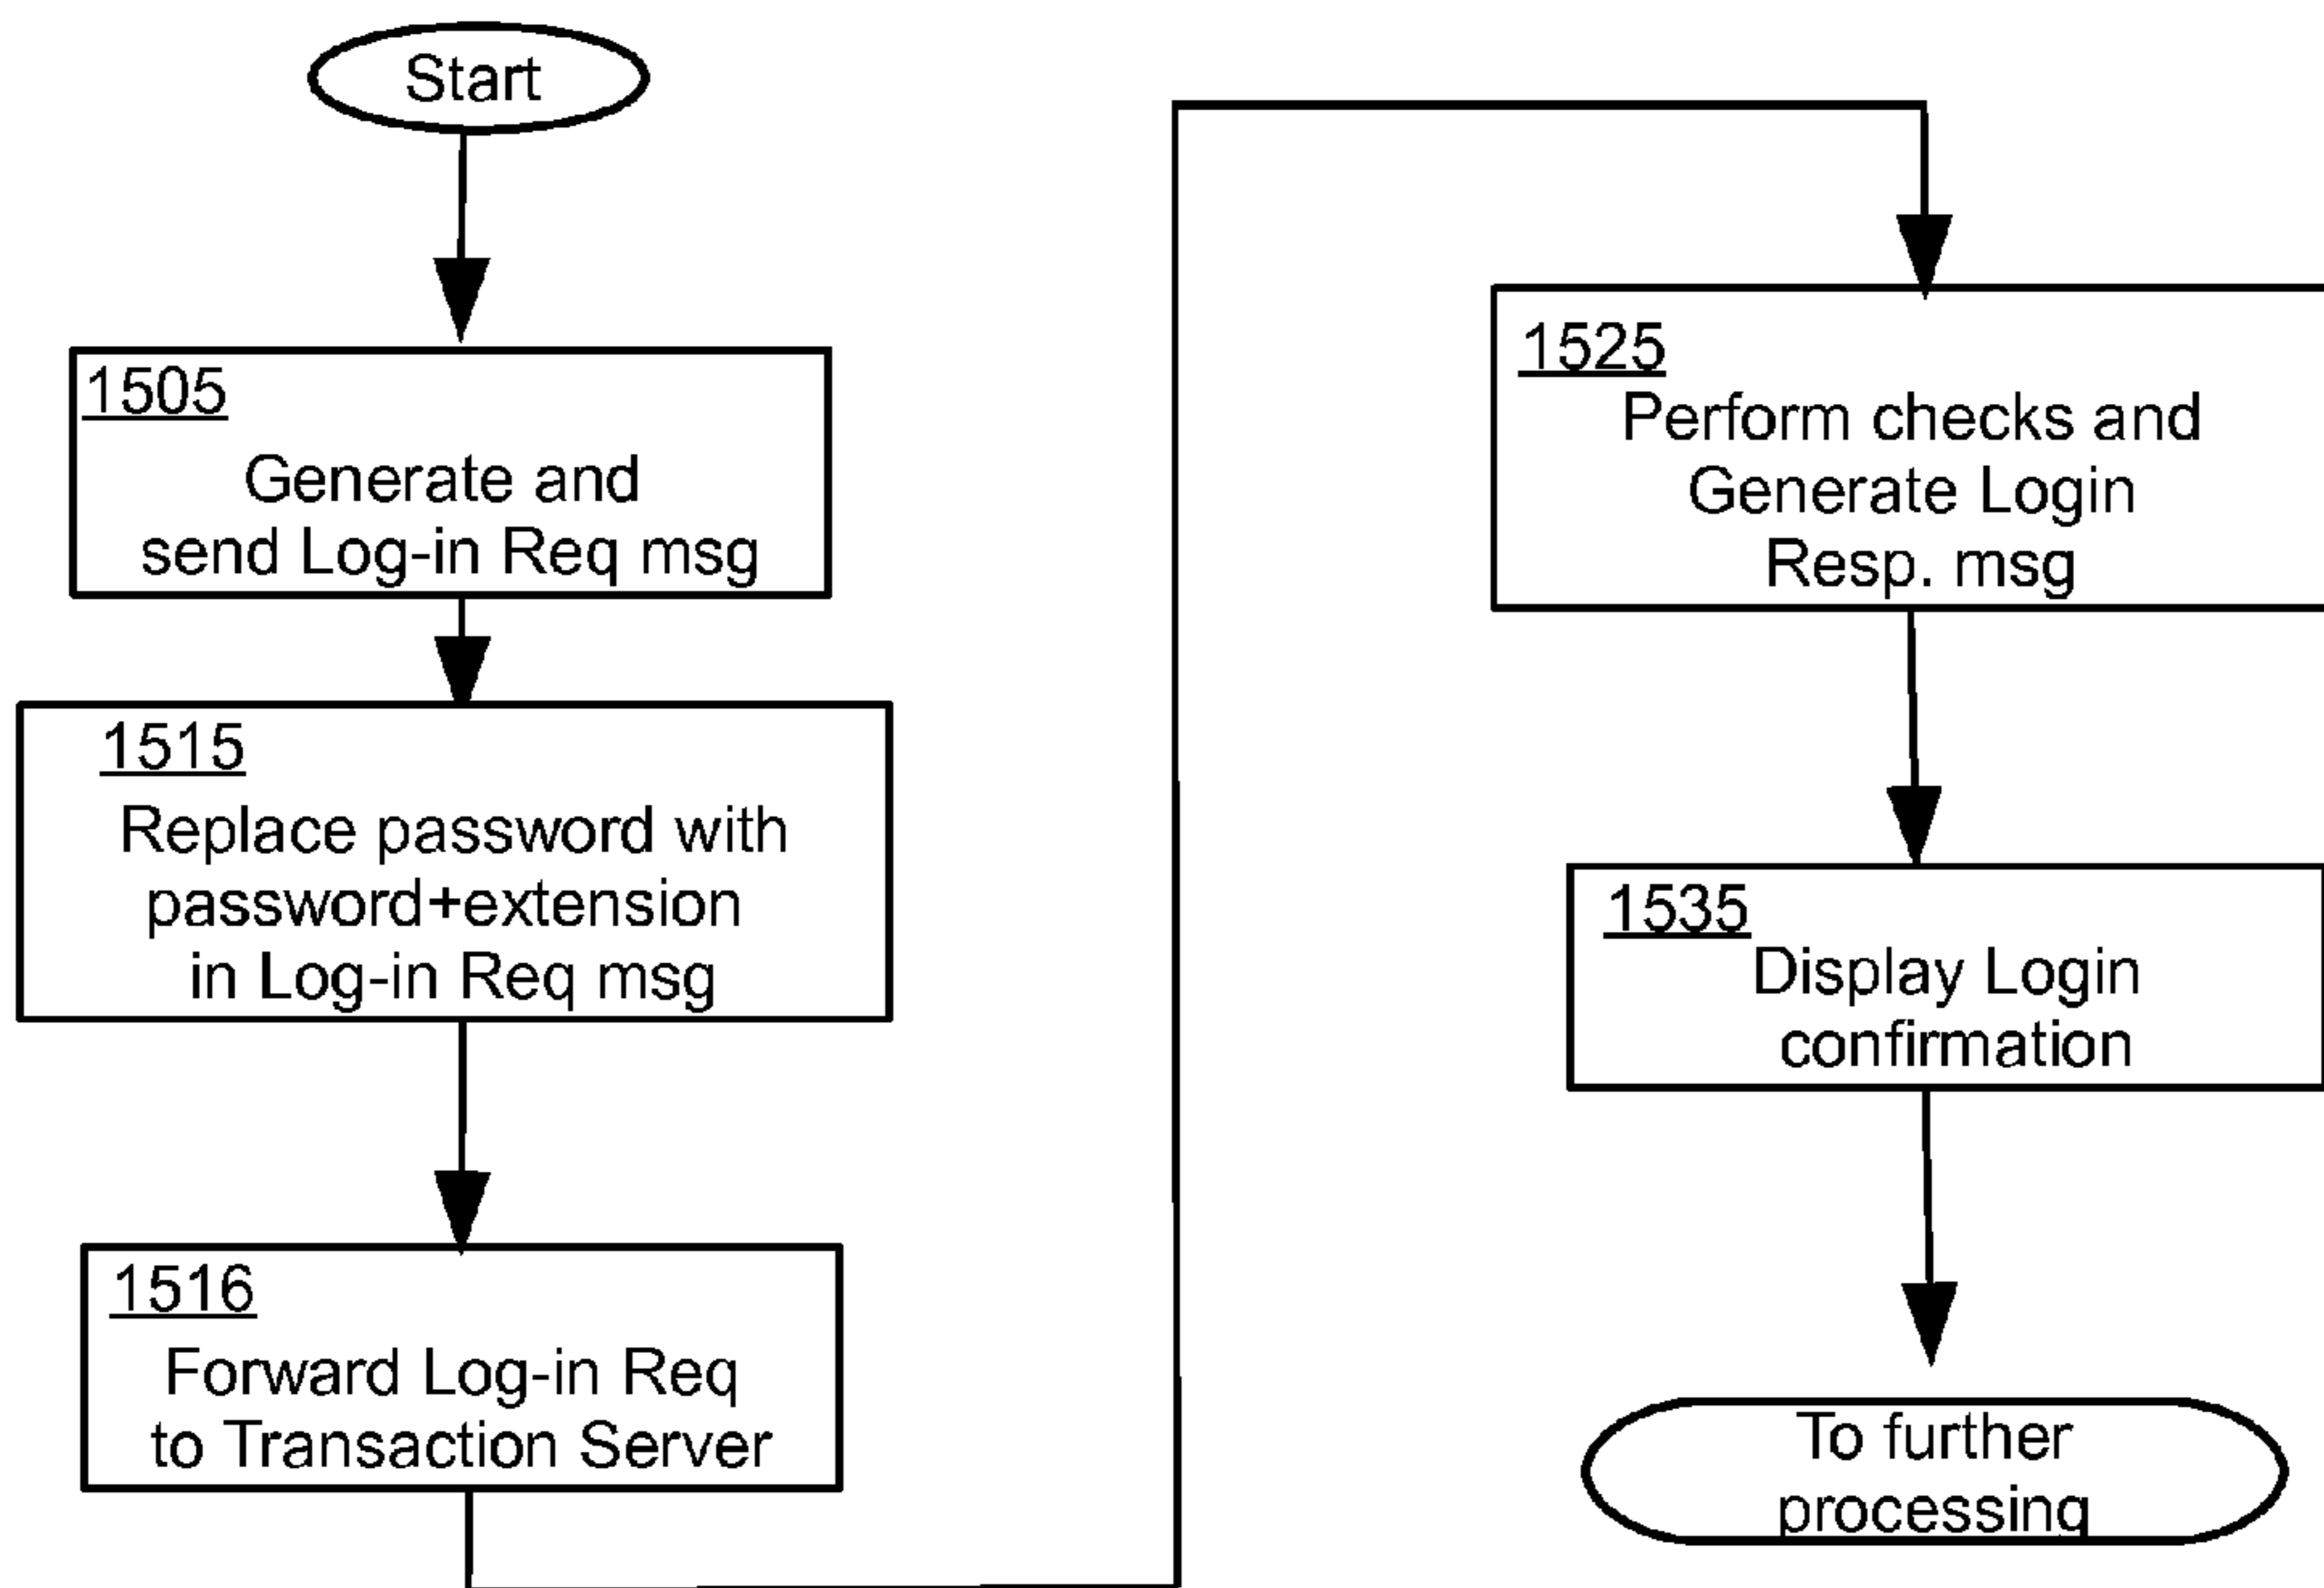 Start
1505
Generate and
send Log-in Req msg
1515
Replace password with
password+extension
in Log-in Req msg
1516
Forward Log-in Req
to Transaction Server
1525
Perform checks and
Generate Login
Resp. msg
1535
Display Login
confirmation
To further
processing